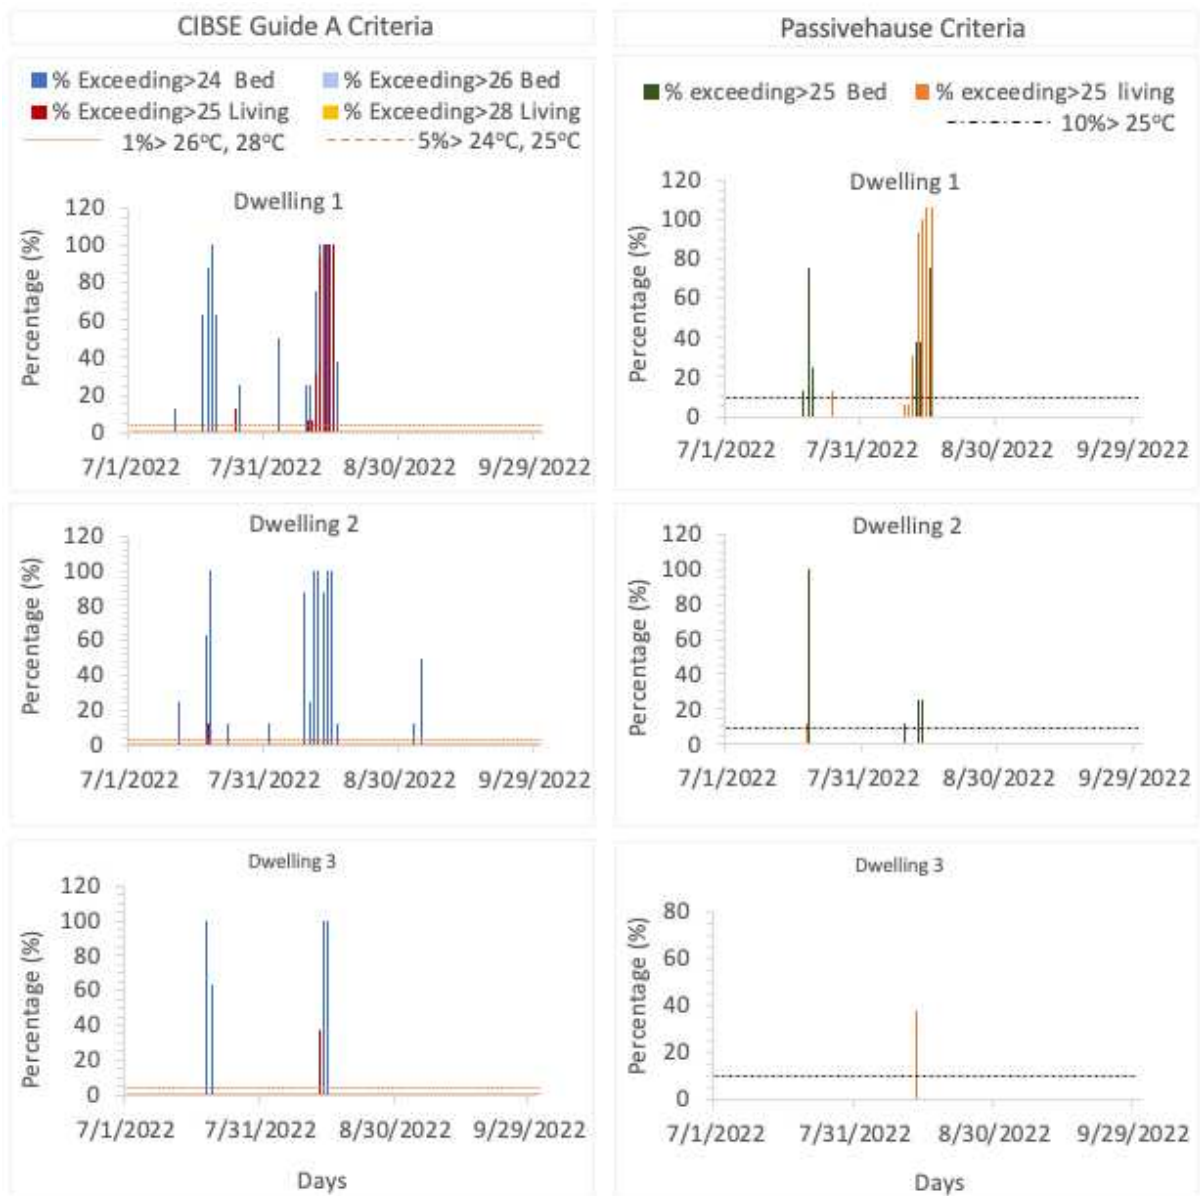 CIBSE Guide A Criteria
Passivehause Criteria
% Exceeding>24 Bed
% Exceeding>26 Bed
% Exceeding>25 Living
% Exceeding>28 Living
1%> 26°C, 28°C
5%> 24°C, 25°C
% exceeding>25 Bed
% exceeding>25 living
10%> 25°C
Dwelling 1
Percentage (%)
120
100
80
60
40
20
0
7/1/2022
7/31/2022
8/30/2022
9/29/2022
Dwelling 1
Percentage (%)
120
100
80
60
40
20
0
7/1/2022
7/31/2022
8/30/2022
9/29/2022
Dwelling 2
Percentage (%)
120
100
80
60
40
20
0
7/1/2022
7/31/2022
8/30/2022
9/29/2022
Dwelling 2
Percentage (%)
120
100
80
60
40
20
0
7/1/2022
7/31/2022
8/30/2022
9/29/2022
Dwelling 3
Percentage (%)
120
100
80
60
40
20
0
7/1/2022
7/31/2022
8/30/2022
9/29/2022
Days
Dwelling 3
Percentage (%)
80
60
40
20
0
7/1/2022
7/31/2022
8/30/2022
9/29/2022
Days